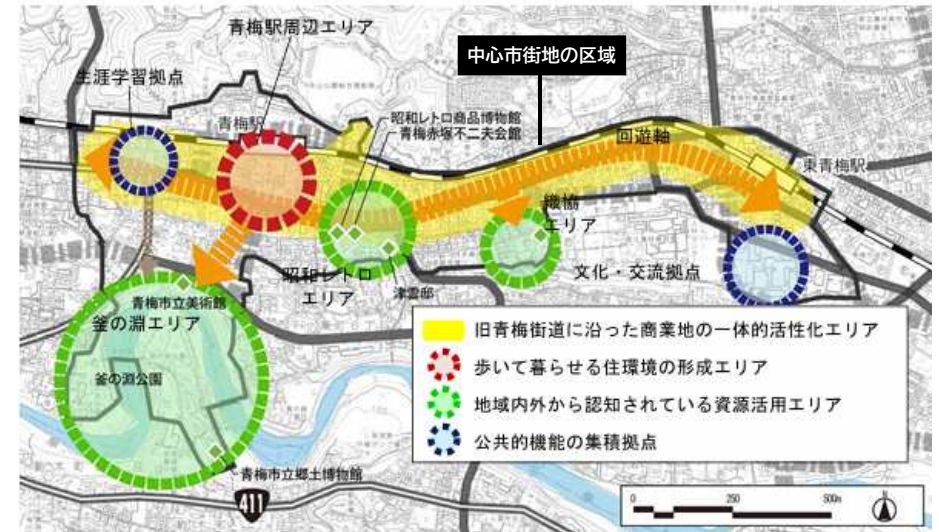 青梅駅周辺エリア
中心市街地の区域
生涯学習拠点
昭和レトロ商品博物館
青梅赤塚不二夫会館
青梅駅
回遊軸
東青梅駅
織協
エリア
文化・交流拠点
昭和レトロ
エリア
津雲邸
青梅市立美術館
釜の淵エリア
釜の淵公園
青梅市立郷土博物館
411
旧青梅街道に沿った商業地の一体的活性化エリア
歩いて暮らせる住環境の形成エリア
地域内外から認知されている資源活用エリア
公共的機能の集積拠点
0 250 500m